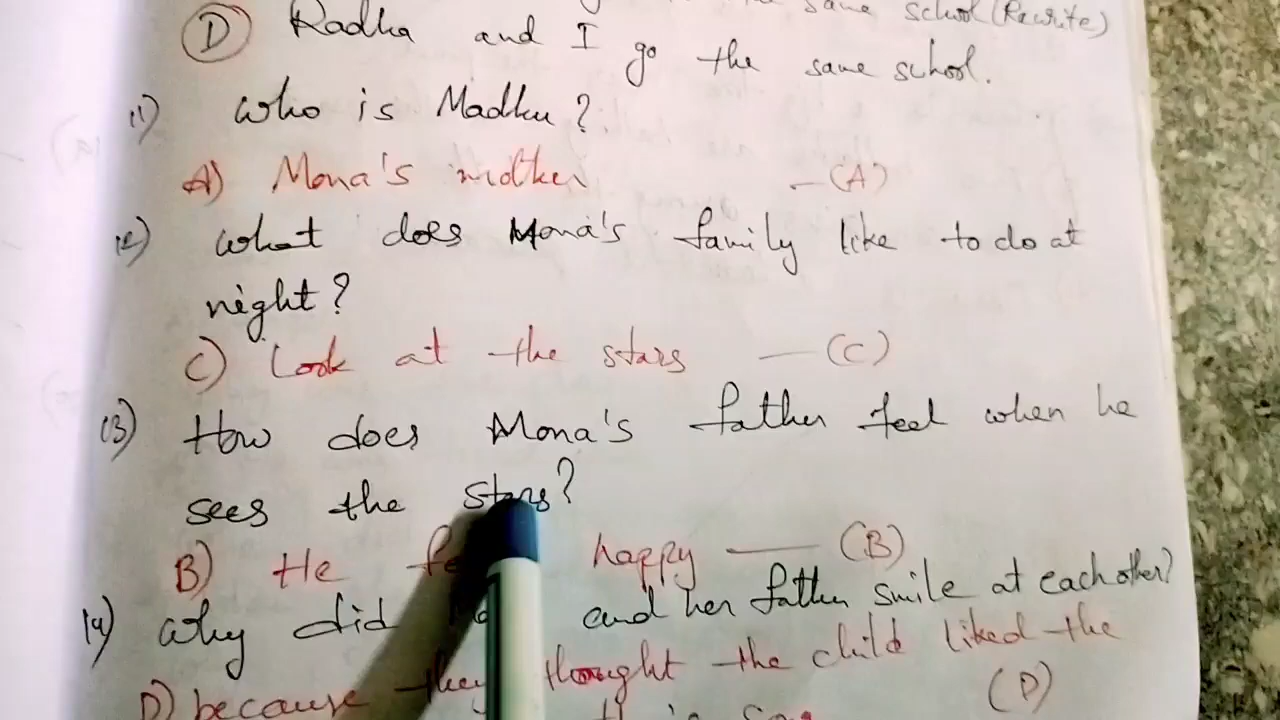 same school (Rewrite)
(D) Radha and I go the same school.
11) who is Madhu?
A) Mona's mother — (A)
12) what does Mona's family like to do at
night?
C) Look at the stars — (C)
13) How does Mona's father feel when he
sees the stars?
B) He happy — (B)
14) why did and her father smile at each other?
D) because they thought the child liked the
(D)